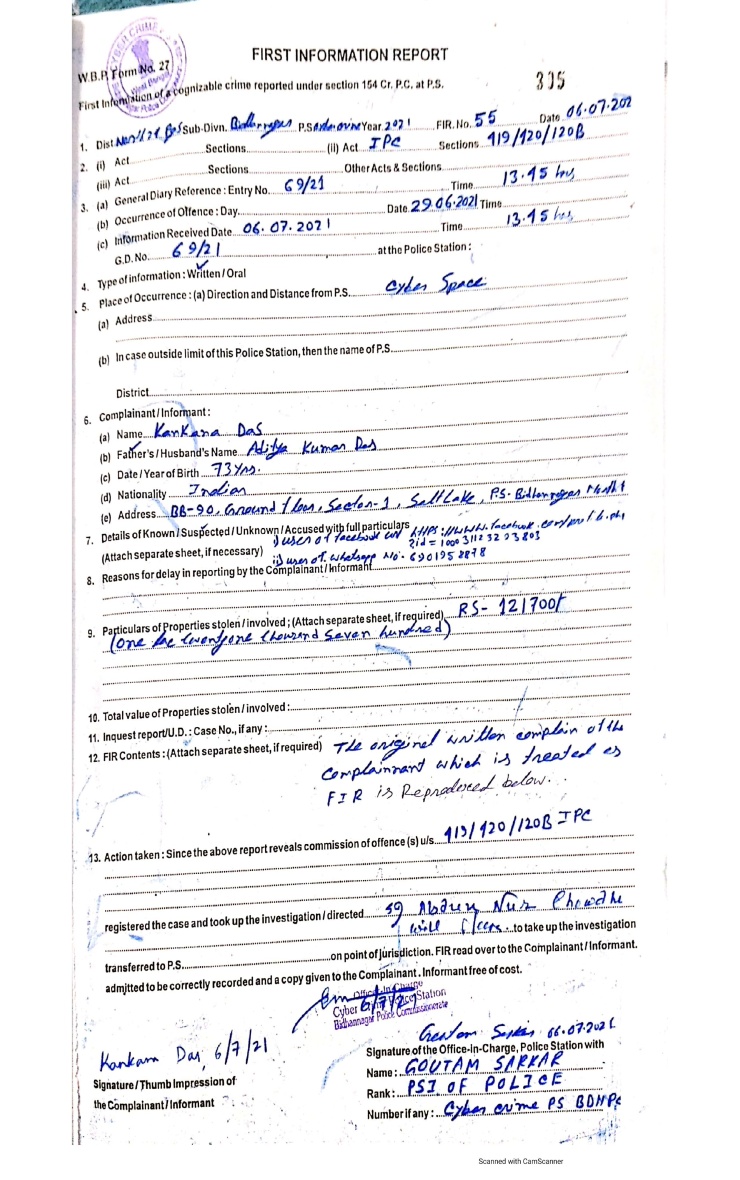 CYBER CRIME
West Bengal
FIRST INFORMATION REPORT
W.B.P. Form No. 27
335
First Information of a cognizable crime reported under section 154 Cr. P.C. at P.S.
1. Dist North 24 Pgs Sub-Divn. Bidhannagar P.S. Year 2021 FIR. No. 55 Date 06.07.202
2. (i) Act Sections (ii) Act IPC Sections 419/420/120B
(iii) Act Sections Other Acts & Sections
3. (a) General Diary Reference : Entry No. 69/21 Time 13.45 hrs
(b) Occurrence of Offence : Day Date 29.06.2021 Time
(c) Information Received Date 06.07.2021 Time 13.45 hrs
G.D. No. 69/21 at the Police Station :
4. Type of information : Written / Oral
5. Place of Occurrence : (a) Direction and Distance from P.S. Cyber Space
(a) Address
(b) In case outside limit of this Police Station, then the name of P.S.
District
6. Complainant / Informant :
(a) Name Kankana Das
(b) Father's / Husband's Name Aditya Kumar Das
(c) Date / Year of Birth 73 yrs.
(d) Nationality Indian
(e) Address BB-90, Ground floor, Sector-1, Salt Lake, PS- Bidhannagar North
7. Details of Known / Suspected / Unknown / Accused with full particulars i) user of facebook url https://www.facebook.com/profile.php
(Attach separate sheet, if necessary) ii) user of whatsapp No.
8. Reasons for delay in reporting by the Complainant / Informant
9. Particulars of Properties stolen / involved ; (Attach separate sheet, if required) RS- 121700/
(one lac twentyone thousand seven hundred)
10. Total value of Properties stolen / involved :
11. Inquest report / U.D. : Case No., if any :
12. FIR Contents : (Attach separate sheet, if required) The original written complain of the
complainnant which is treated as
FIR is Reproduced below.
13. Action taken : Since the above report reveals commission of offence (s) u/s. 419/420/120B IPC
registered the case and took up the investigation / directed SI Abdun Nur Chowdhu
to take up the investigation
transferred to P.S. on point of jurisdiction. FIR read over to the Complainant / Informant.
admjtted to be correctly recorded and a copy given to the Complainant . Informant free of cost.
Officer-In-Charge
6/7/21
Cyber Crime Police Station
Bidhannagar Police Commissionerate
Kankana Das, 6/7/21
Goutam Sarkar 06.07.2021
Signature / Thumb Impression of
the Complainant / Informant
Signature of the Office-In-Charge, Police Station with
Name : GOUTAM SARKAR
Rank : PSI OF POLICE
Number if any : Cyber crime PS BDNPC
Scanned with CamScanner